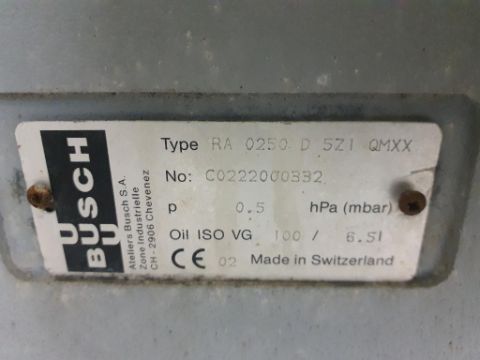 BUSCH
Ateliers Busch S.A.
Zone Industrielle
CH - 2906 Chevenez
Type RA 0250 D 5Z1 QMXX
No: C0222000332
p 0.5 hPa (mbar)
Oil ISO VG 100 / 6.5l
CE 02 Made in Switzerland